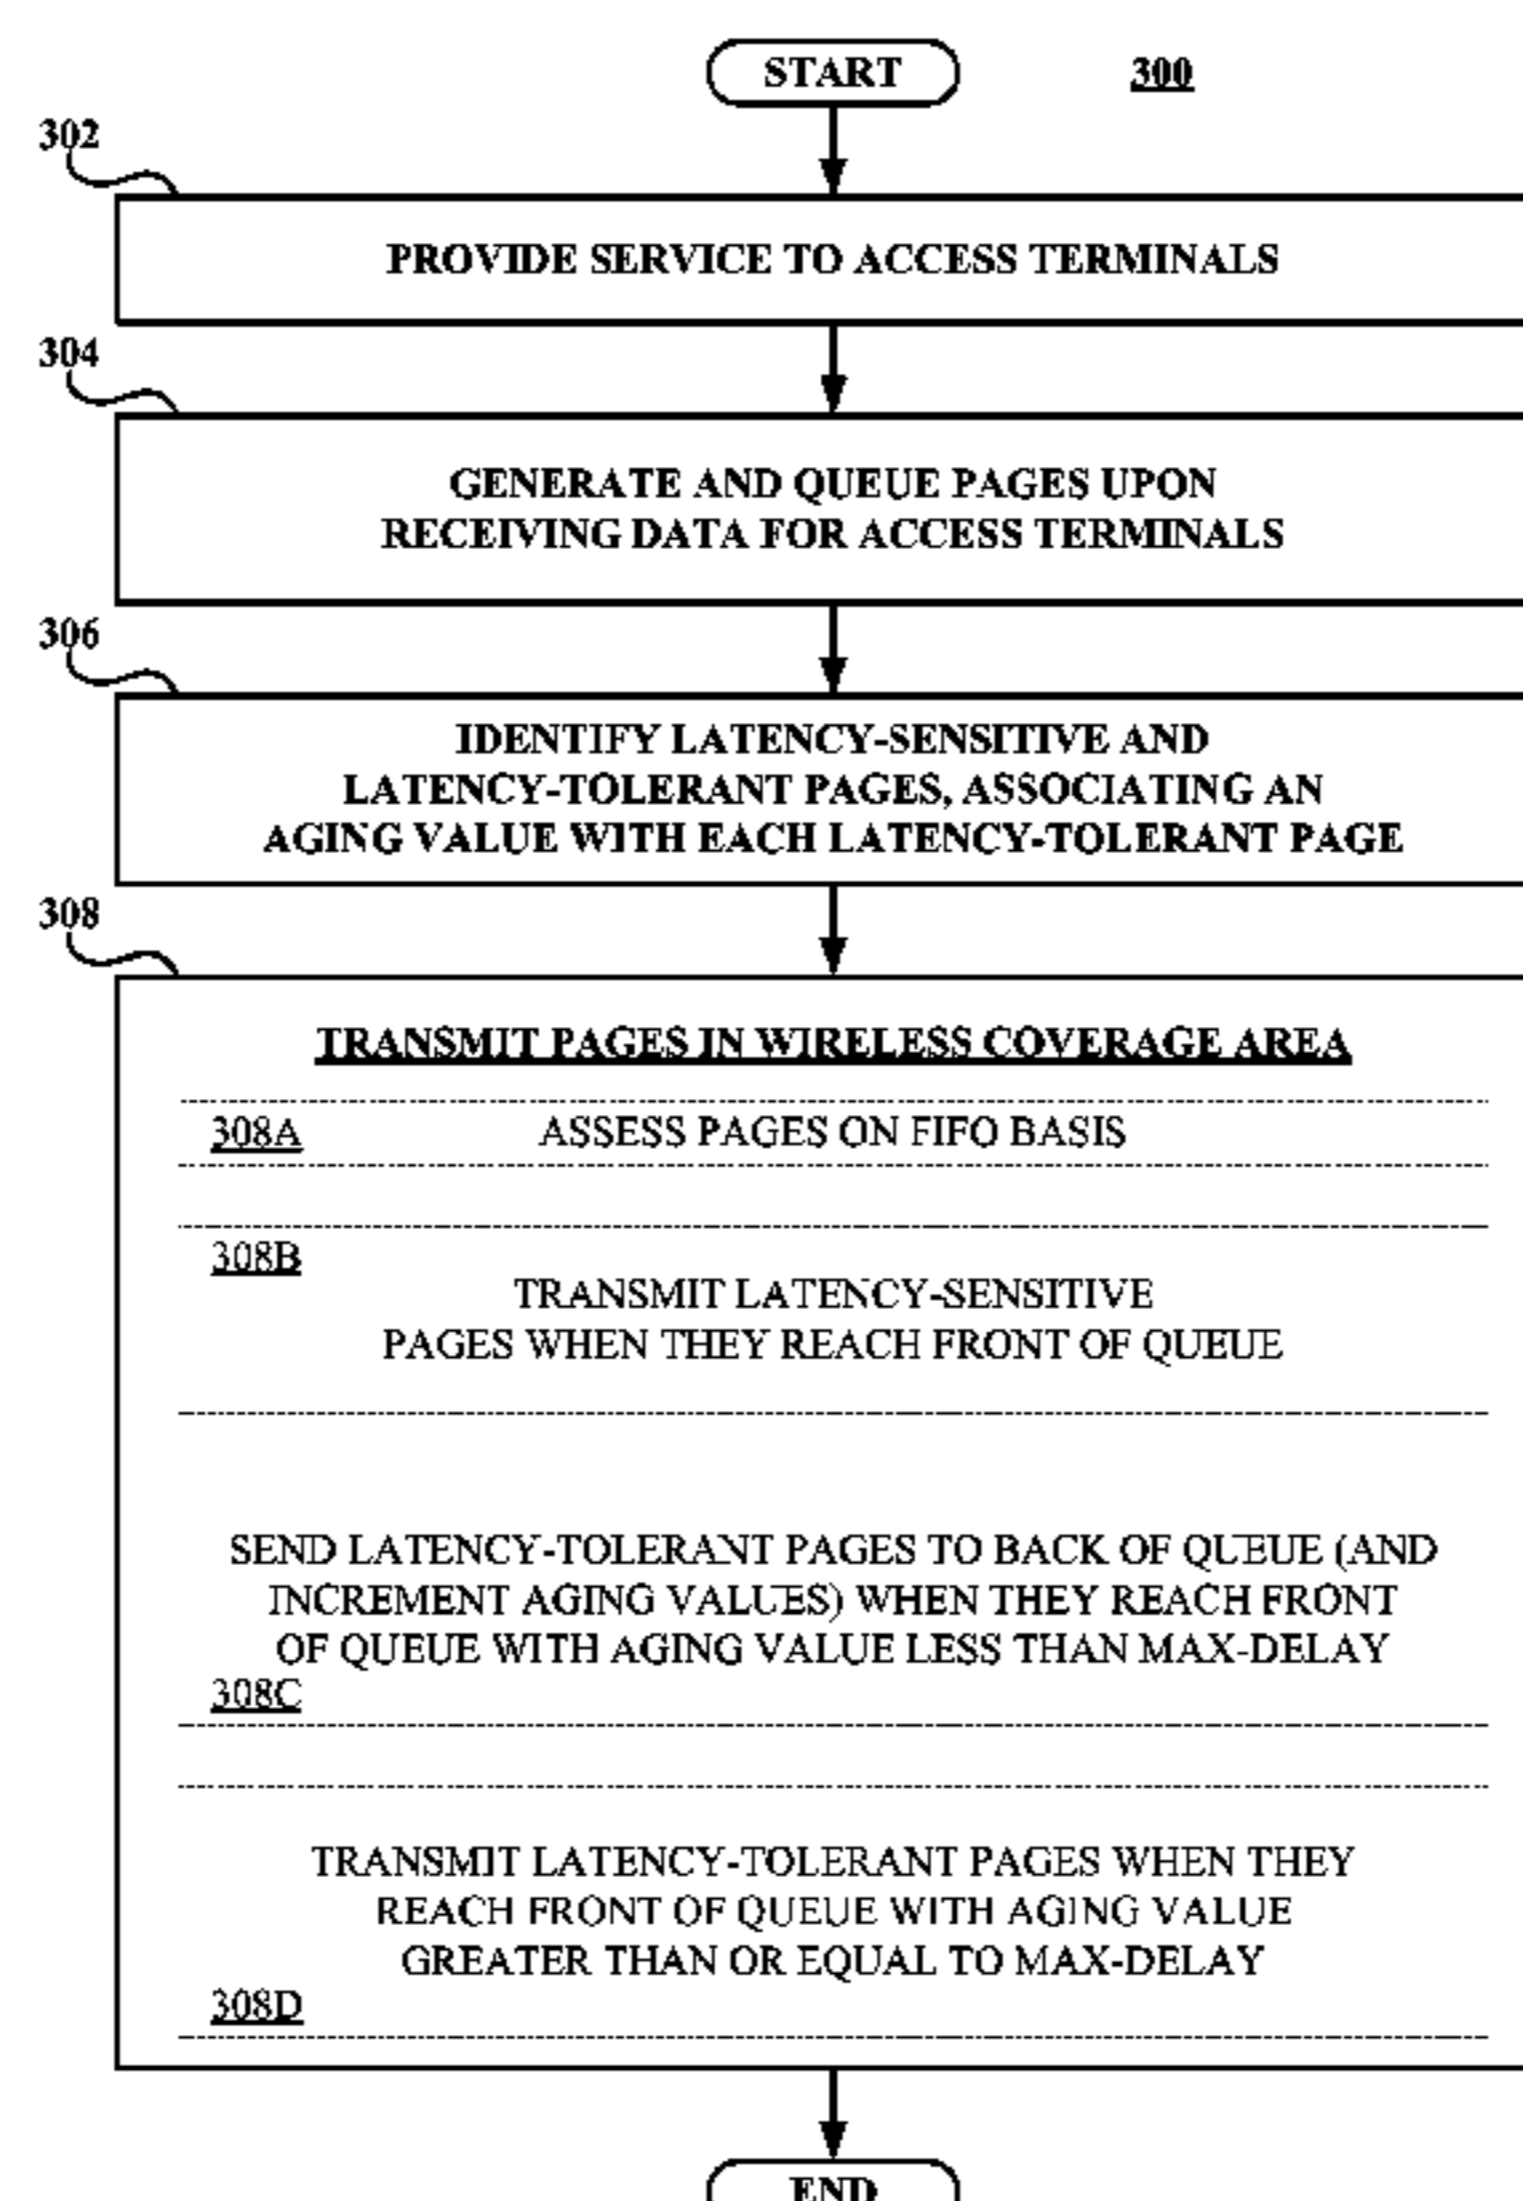 START
300
302
PROVIDE SERVICE TO ACCESS TERMINALS
304
GENERATE AND QUEUE PAGES UPON
RECEIVING DATA FOR ACCESS TERMINALS
306
IDENTIFY LATENCY-SENSITIVE AND
LATENCY-TOLERANT PAGES, ASSOCIATING AN
AGING VALUE WITH EACH LATENCY-TOLERANT PAGE
308
TRANSMIT PAGES IN WIRELESS COVERAGE AREA
308A ASSESS PAGES ON FIFO BASIS
308B
TRANSMIT LATENCY-SENSITIVE
PAGES WHEN THEY REACH FRONT OF QUEUE
SEND LATENCY-TOLERANT PAGES TO BACK OF QUEUE (AND
INCREMENT AGING VALUES) WHEN THEY REACH FRONT
OF QUEUE WITH AGING VALUE LESS THAN MAX-DELAY
308C
TRANSMIT LATENCY-TOLERANT PAGES WHEN THEY
REACH FRONT OF QUEUE WITH AGING VALUE
GREATER THAN OR EQUAL TO MAX-DELAY
308D
END